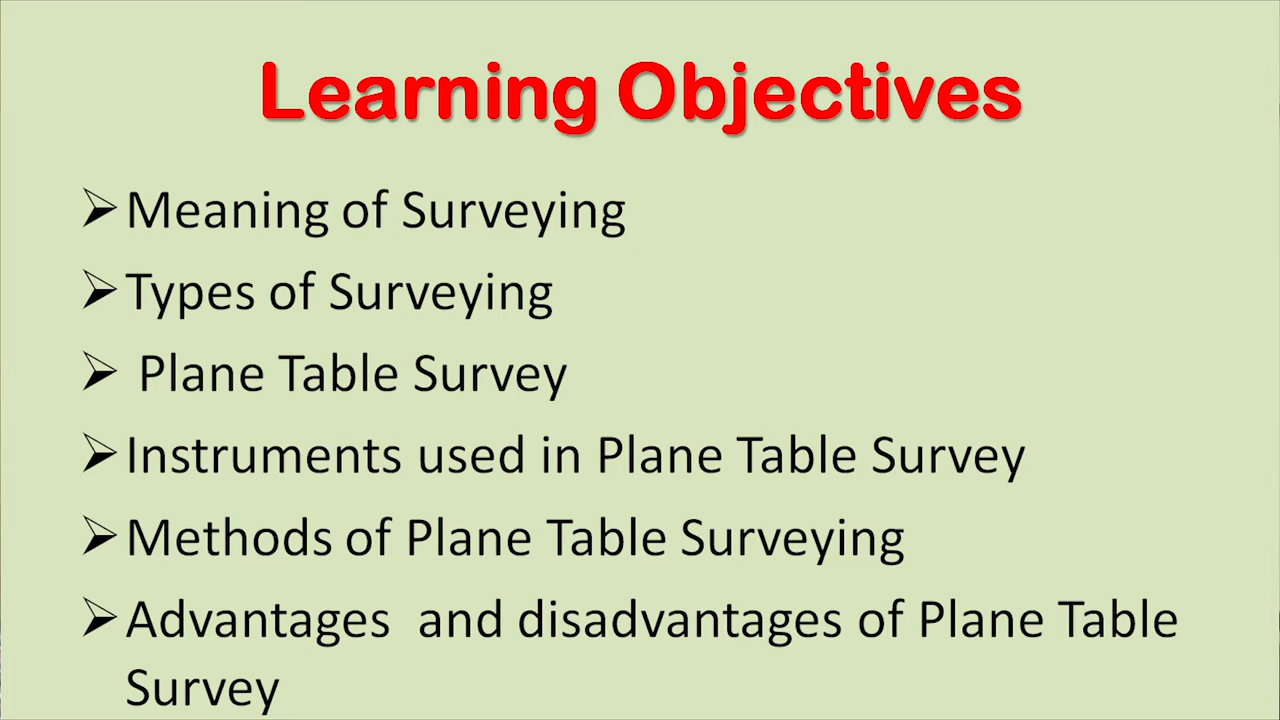 Learning Objectives
➢Meaning of Surveying
➢Types of Surveying
➢ Plane Table Survey
➢Instruments used in Plane Table Survey
➢Methods of Plane Table Surveying
➢Advantages  and disadvantages of Plane Table
Survey